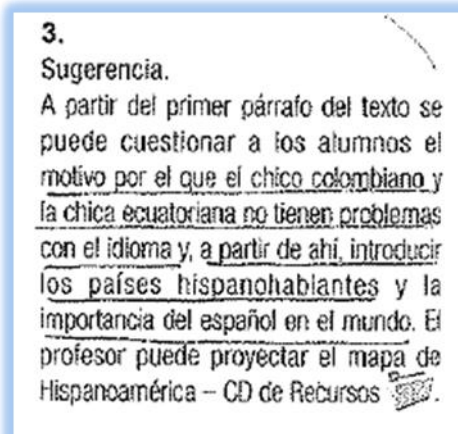 3.
Sugerencia.
A partir del primer párrafo del texto se
puede cuestionar a los alumnos el
motivo por el que el chico colombiano y
la chica ecuatoriana no tienen problemas
con el idioma y, a partir de ahí, introducir
los países hispanohablantes y la
importancia del español en el mundo. El
profesor puede proyectar el mapa de
Hispanoamérica – CD de Recursos .